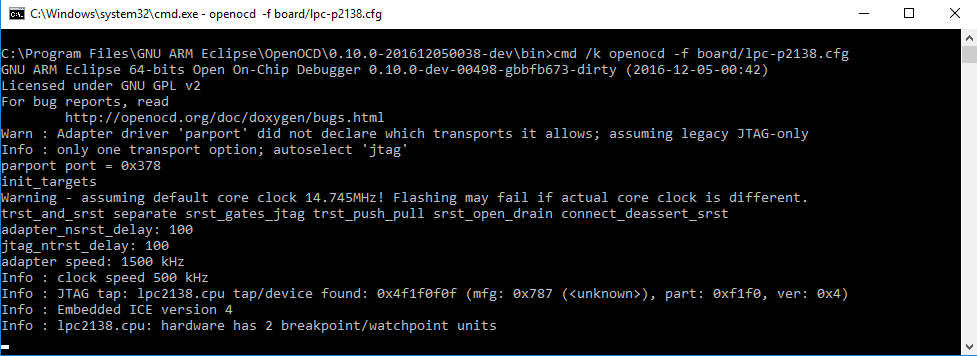 C:\Windows\system32\cmd.exe - openocd -f board/lpc-p2138.cfg
C:\Program Files\GNU ARM Eclipse\OpenOCD\0.10.0-201612050038-dev\bin>cmd /k openocd -f board/lpc-p2138.cfg
GNU ARM Eclipse 64-bits Open On-Chip Debugger 0.10.0-dev-00498-gbbfb673-dirty (2016-12-05-00:42)
Licensed under GNU GPL v2
For bug reports, read
        http://openocd.org/doc/doxygen/bugs.html
Warn : Adapter driver 'parport' did not declare which transports it allows; assuming legacy JTAG-only
Info : only one transport option; autoselect 'jtag'
parport port = 0x378
init_targets
Warning - assuming default core clock 14.745MHz! Flashing may fail if actual core clock is different.
trst_and_srst separate srst_gates_jtag trst_push_pull srst_open_drain connect_deassert_srst
adapter_nsrst_delay: 100
jtag_ntrst_delay: 100
adapter speed: 1500 kHz
Info : clock speed 500 kHz
Info : JTAG tap: lpc2138.cpu tap/device found: 0x4f1f0f0f (mfg: 0x787 (<unknown>), part: 0xf1f0, ver: 0x4)
Info : Embedded ICE version 4
Info : lpc2138.cpu: hardware has 2 breakpoint/watchpoint units